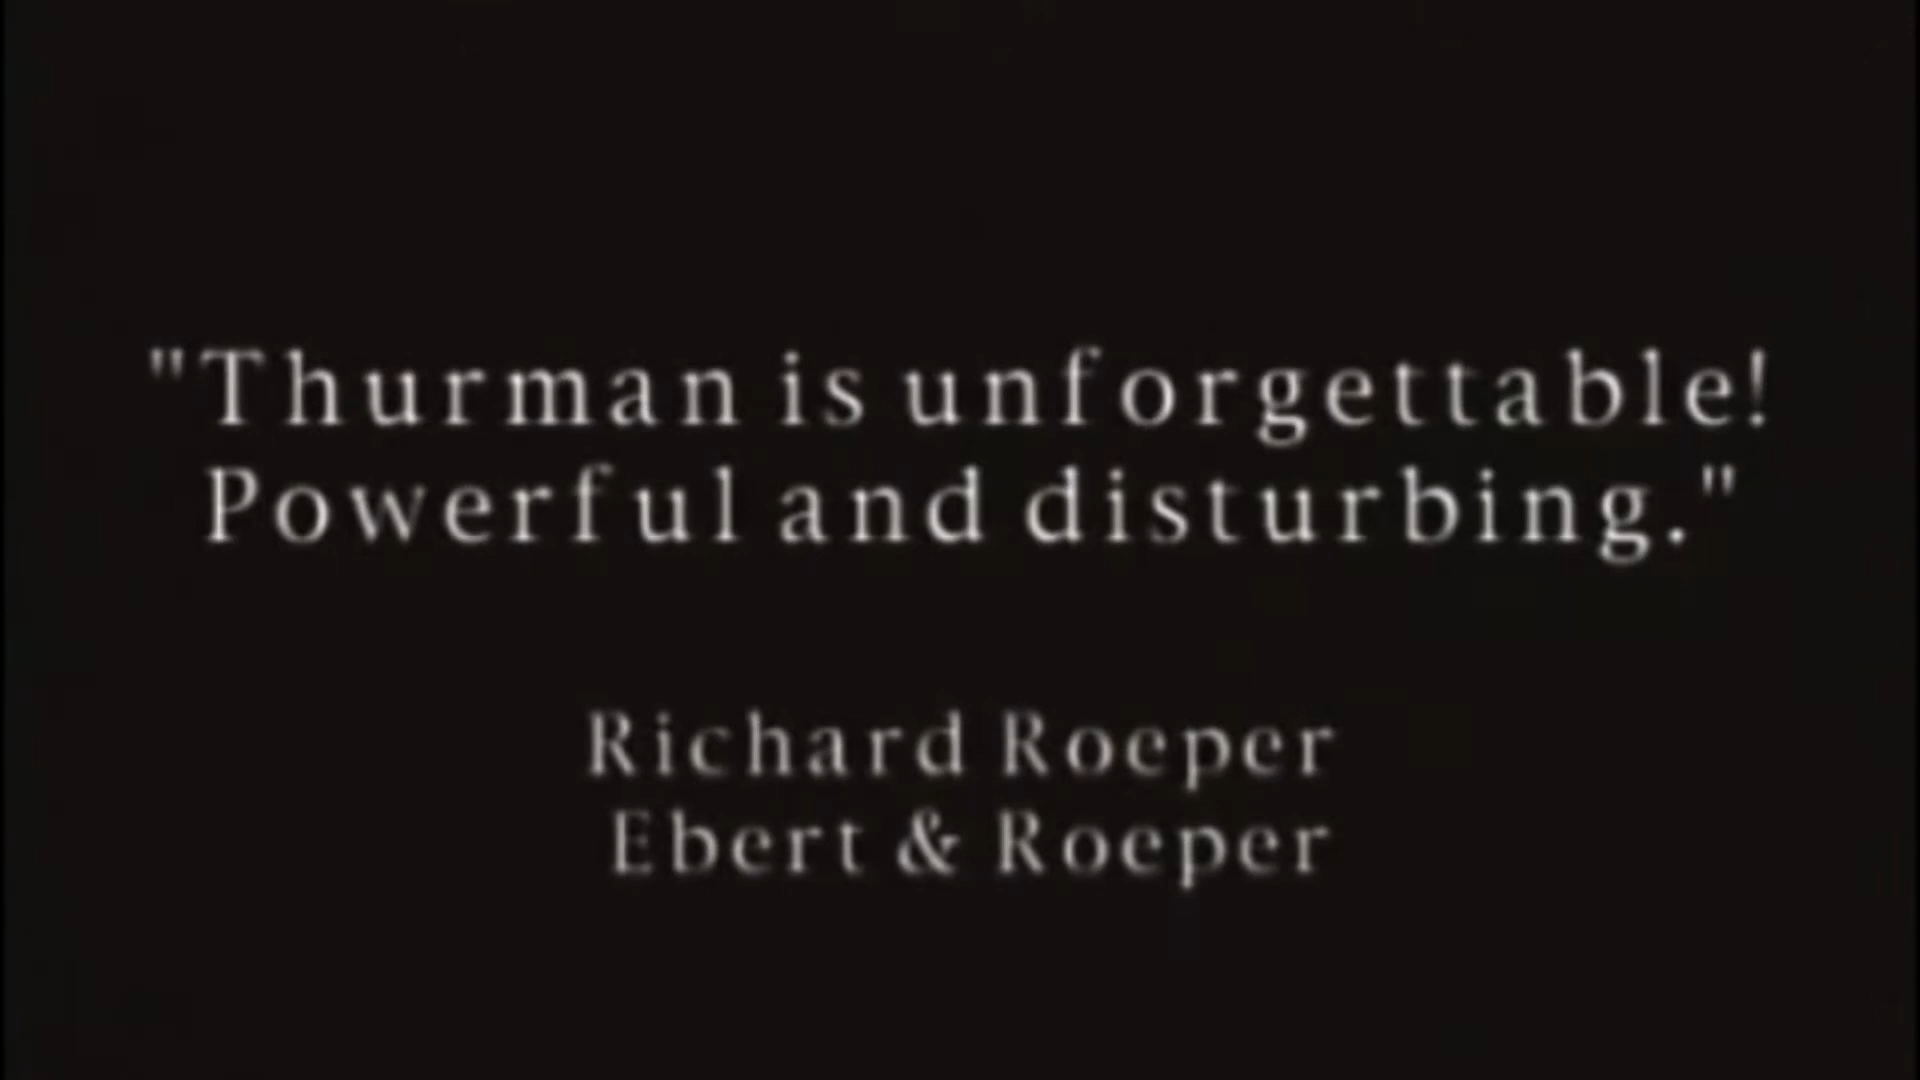 "Thurman is unforgettable!
Powerful and disturbing."
Richard Roeper
Ebert & Roeper